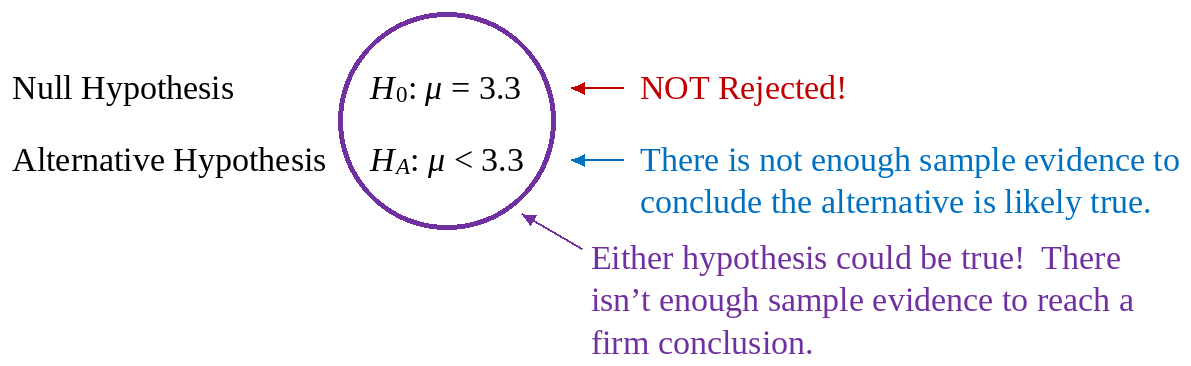 Null Hypothesis H₀: μ = 3.3 NOT Rejected!
Alternative Hypothesis H_A: μ < 3.3 There is not enough sample evidence to
conclude the alternative is likely true.
Either hypothesis could be true!  There
isn’t enough sample evidence to reach a
firm conclusion.